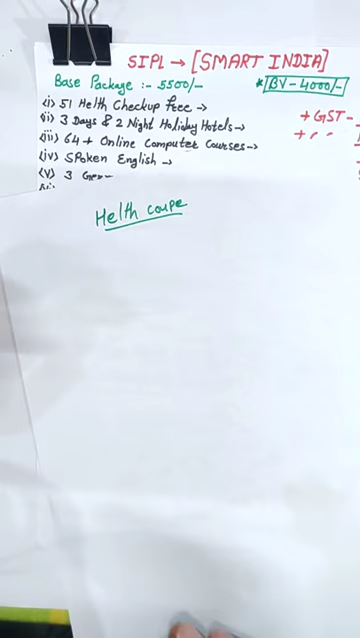 SIPL → [SMART INDIA]
Base Package :- 5500/- * BV - 4000/-
(i) 51 Helth Checkup free →
+ GST -
(ii) 3 Days & 2 Night Holiday Hotels →
(iii) 64 + Online Computer Courses →
(iv) Spoken English →
(v) 3
Helth coupe